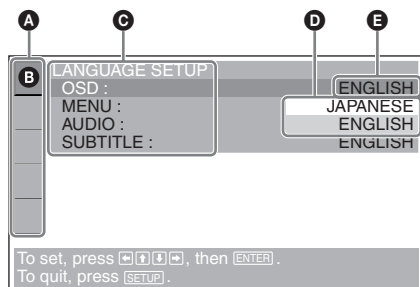 A
C
D
E
B
LANGUAGE SETUP
OSD : ENGLISH
MENU : JAPANESE
AUDIO : ENGLISH
SUBTITLE : ENGLISH
To set, press ←↑↓→, then ENTER.
To quit, press SETUP.